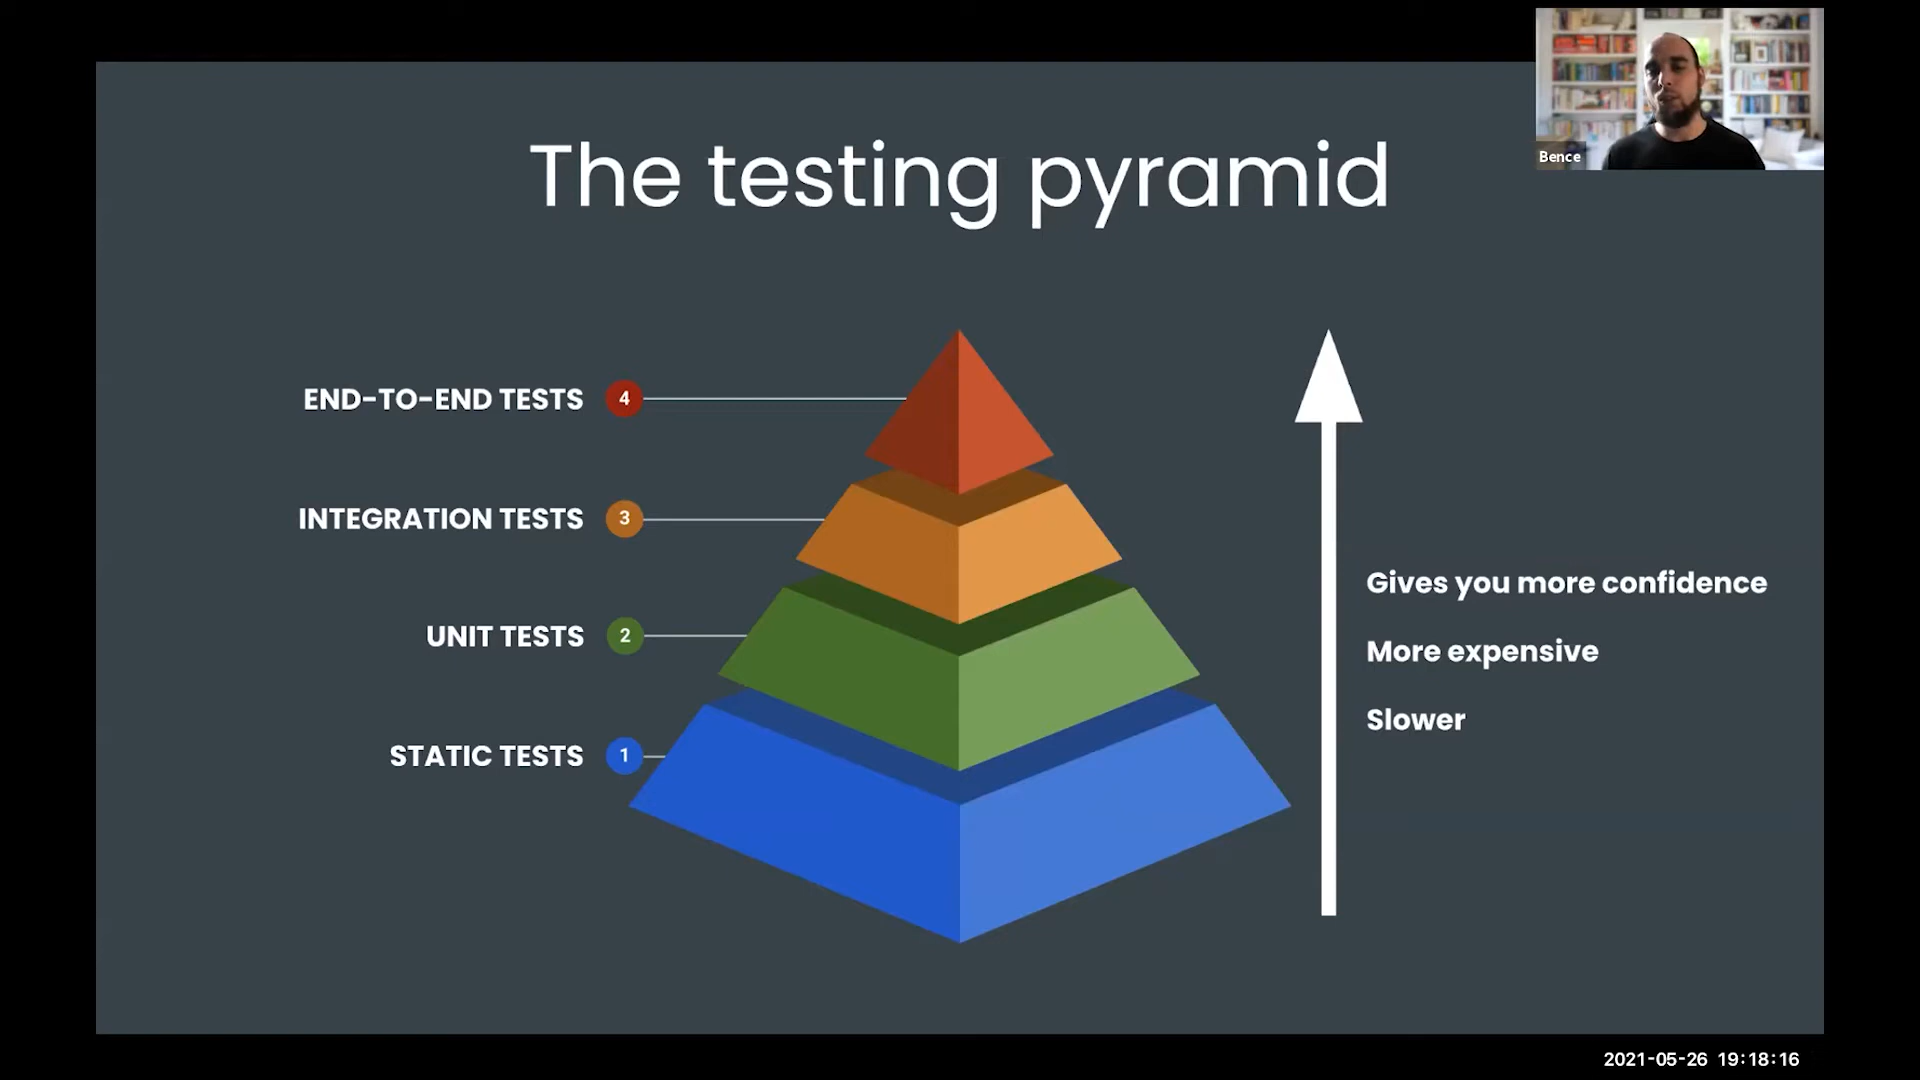 The testing pyramid
Bence
END-TO-END TESTS 4
INTEGRATION TESTS 3
UNIT TESTS 2
STATIC TESTS 1
Gives you more confidence
More expensive
Slower
2021-05-26 19:18:16